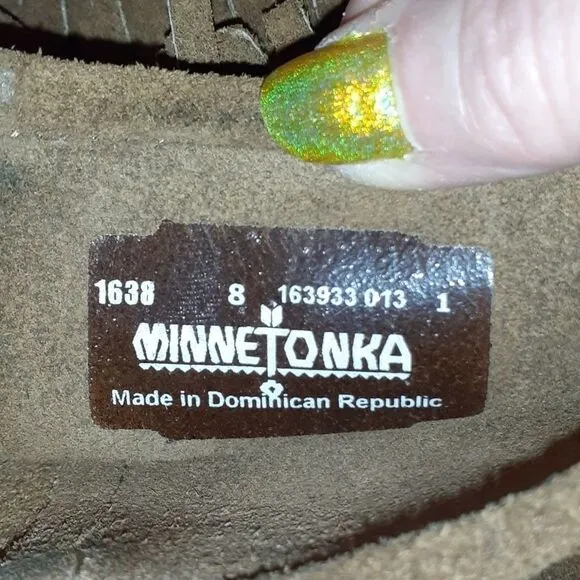 1638 8 163933 013 1
MINNETONKA
Made in Dominican Republic